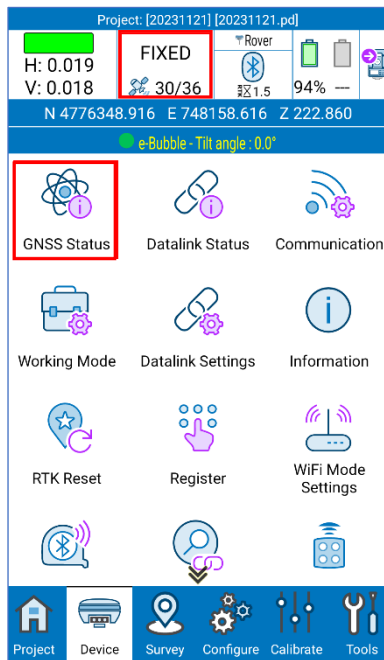 Project: [20231121] [20231121.pd]
H: 0.019
V: 0.018
FIXED
30/36
Rover
1.5
94%
---
N 4776348.916 E 748158.616 Z 222.860
e-Bubble - Tilt angle : 0.0°
GNSS Status
Datalink Status
Communication
Working Mode
Datalink Settings
Information
RTK Reset
Register
WiFi Mode
Settings
Project
Device
Survey
Configure
Calibrate
Tools